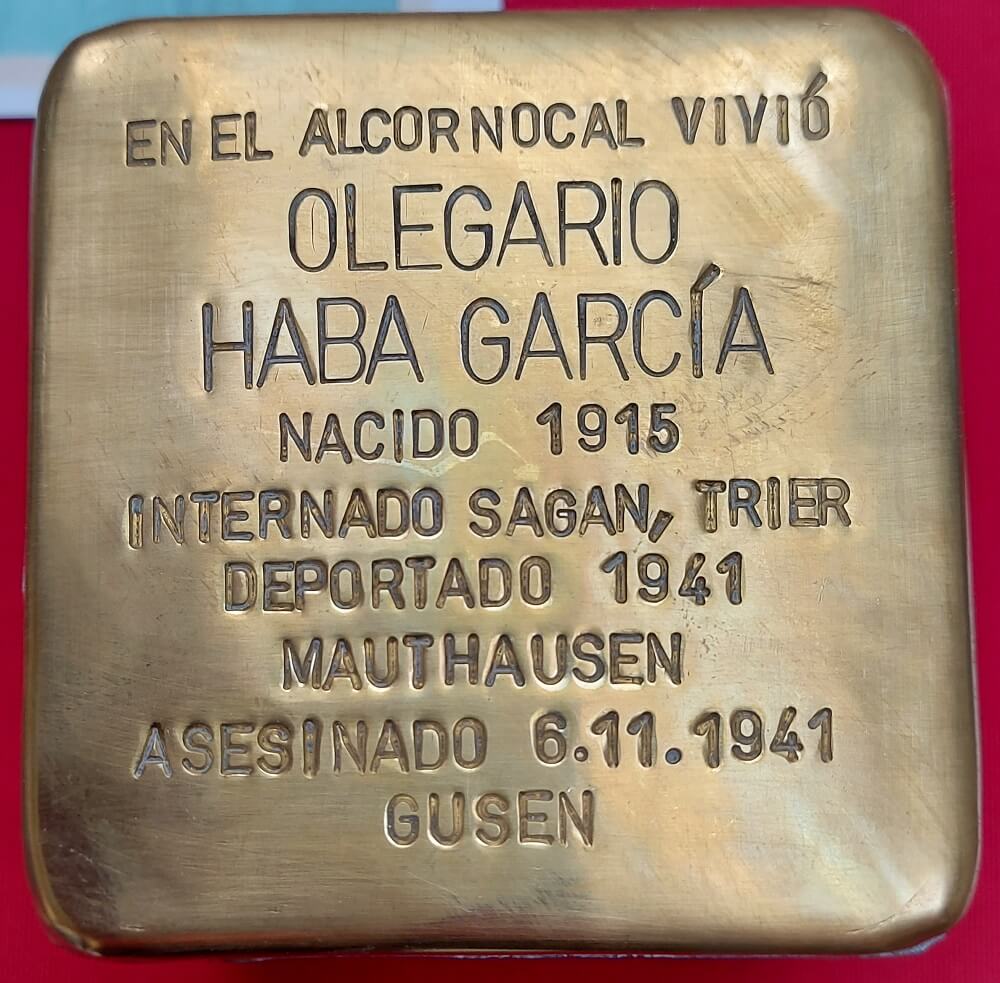 EN EL ALCORNOCAL VIVIÓ
OLEGARIO
HABA GARCÍA
NACIDO 1915
INTERNADO SAGAN, TRIER
DEPORTADO 1941
MAUTHAUSEN
ASESINADO 6.11.1941
GUSEN